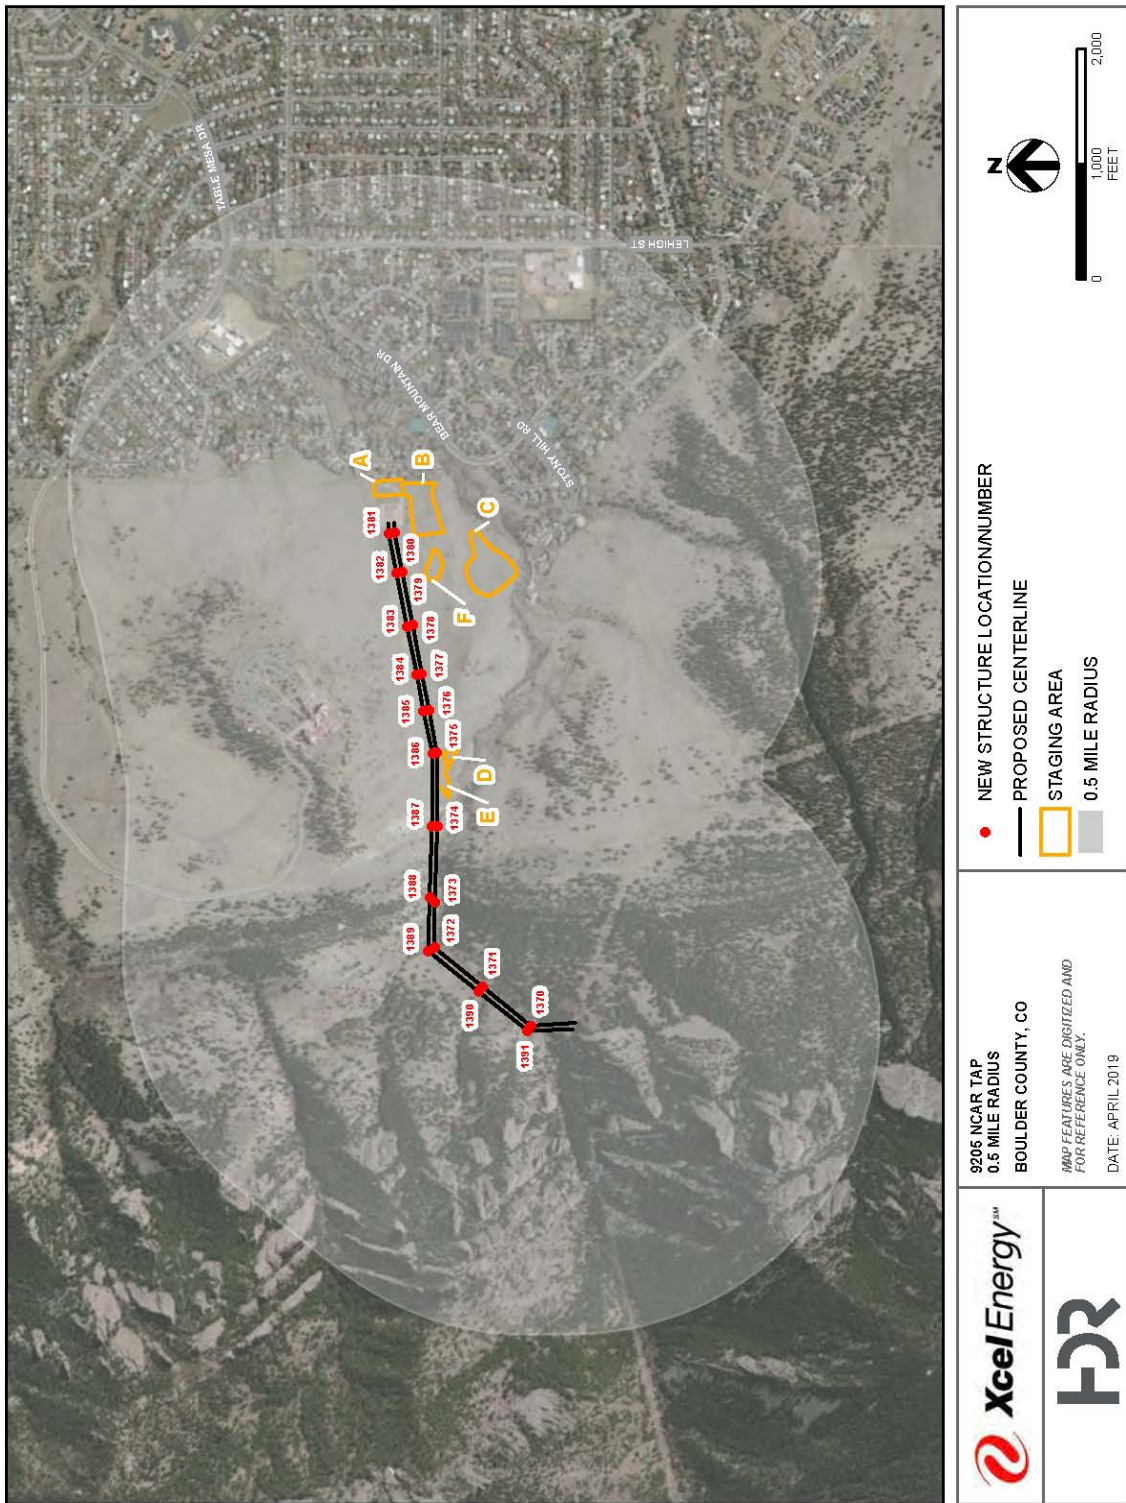 TABLE MESA DR
LEHIGH ST
BEAR MOUNTAIN DR
STONY HILL RD
A
B
C
F
D
E
1381
1382
1380
1383
1379
1384
1378
1385
1377
1386
1376
1375
1387
1374
1388
1373
1389
1372
1371
1390
1370
1391
Xcel Energy SM
HDR
9205 NCAR TAP
0.5 MILE RADIUS
BOULDER COUNTY, CO
MAP FEATURES ARE DIGITIZED AND
FOR REFERENCE ONLY.
DATE: APRIL 2019
NEW STRUCTURE LOCATION/NUMBER
PROPOSED CENTERLINE
STAGING AREA
0.5 MILE RADIUS
N
0 1,000 2,000
FEET